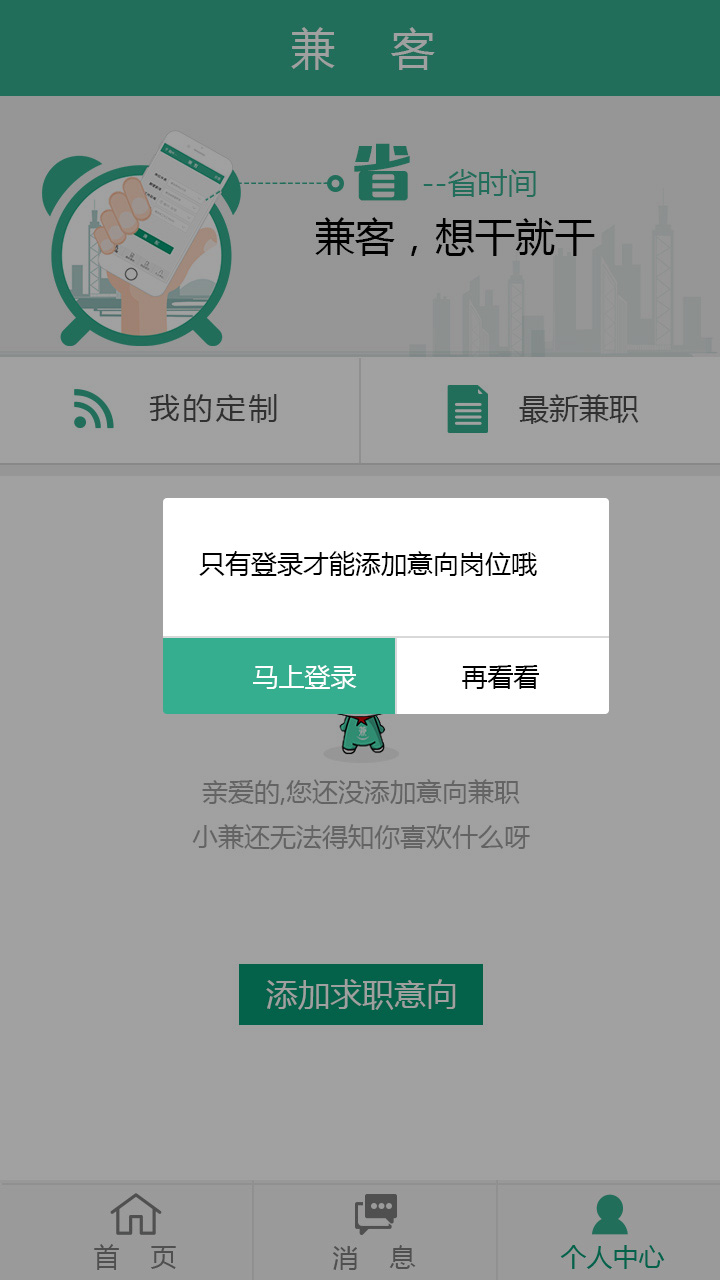 兼 客
省 --省时间
兼客，想干就干
我的定制
最新兼职
只有登录才能添加意向岗位哦
马上登录
再看看
亲爱的,您还没添加意向兼职
小兼还无法得知你喜欢什么呀
添加求职意向
首 页
消 息
个人中心